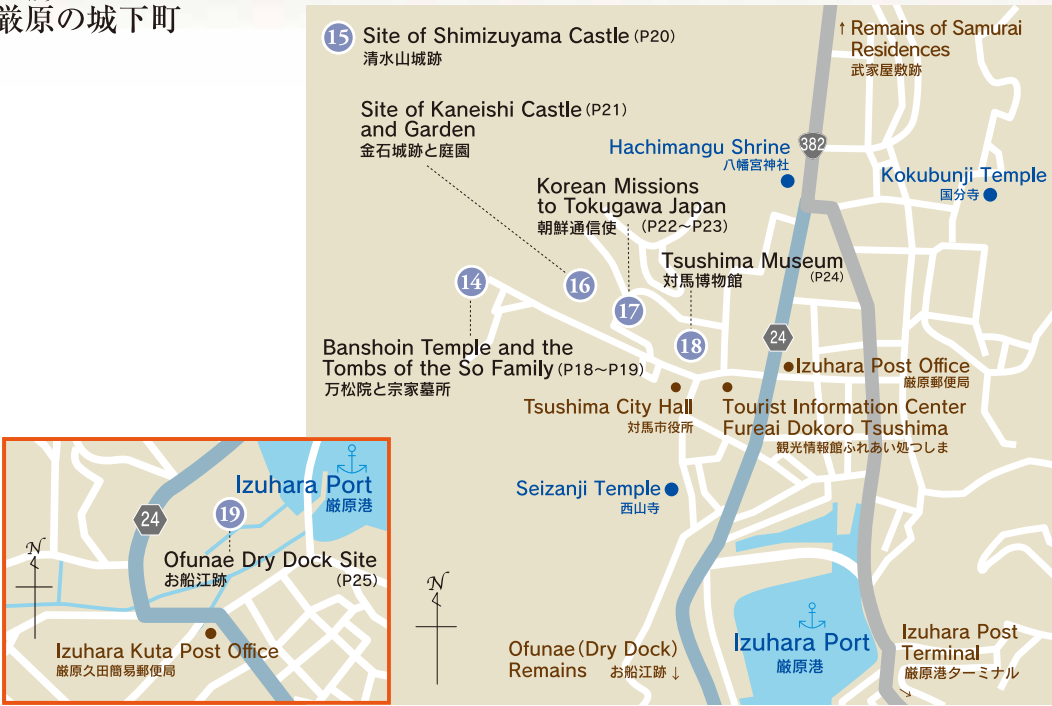 厳原の城下町
15 Site of Shimizuyama Castle (P20)
清水山城跡
↑ Remains of Samurai
Residences
武家屋敷跡
Site of Kaneishi Castle (P21)
and Garden
金石城跡と庭園
382
Hachimangu Shrine
八幡宮神社
Kokubunji Temple
国分寺
Korean Missions
to Tokugawa Japan
朝鮮通信使 (P22~P23)
Tsushima Museum
対馬博物館 (P24)
14
16
17
18
24
Banshoin Temple and the
Tombs of the So Family (P18~P19)
万松院と宗家墓所
Izuhara Post Office
厳原郵便局
Tsushima City Hall
対馬市役所
Tourist Information Center
Fureai Dokoro Tsushima
観光情報館ふれあい処つしま
Seizanji Temple
西山寺
N
Izuhara Port
厳原港
Ofunae (Dry Dock)
Remains お船江跡 ↓
Izuhara Post
Terminal
厳原港ターミナル
→
Izuhara Port
厳原港
24
19
Ofunae Dry Dock Site
お船江跡 (P25)
N
Izuhara Kuta Post Office
厳原久田簡易郵便局